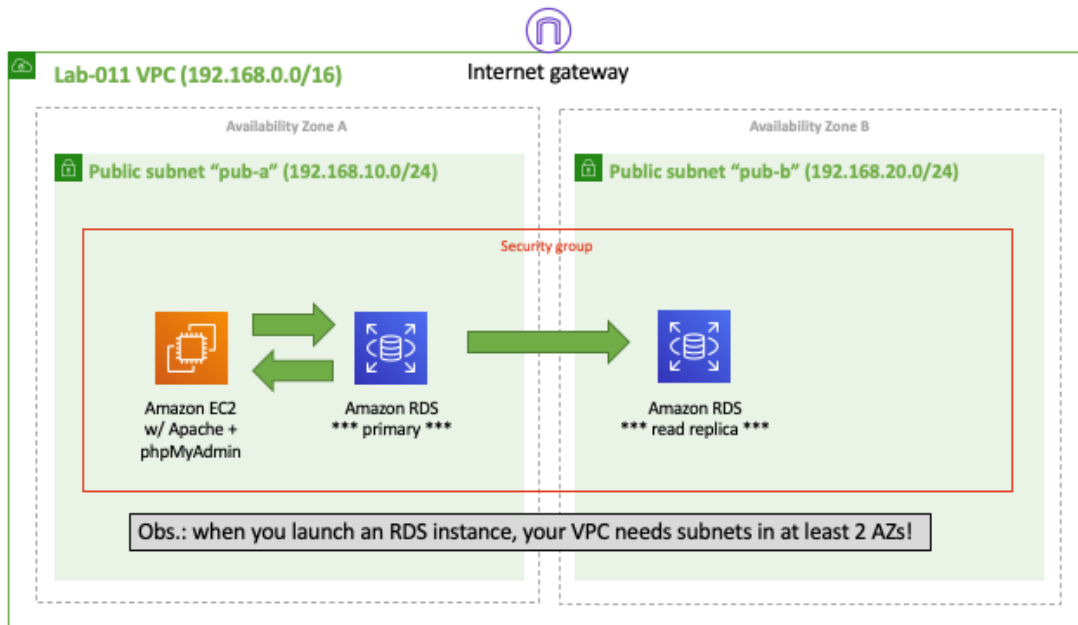 Internet gateway
Lab-011 VPC (192.168.0.0/16)
Availability Zone A
Availability Zone B
Public subnet “pub-a” (192.168.10.0/24)
Public subnet “pub-b” (192.168.20.0/24)
Security group
Amazon EC2
w/ Apache +
phpMyAdmin
Amazon RDS
*** primary ***
Amazon RDS
*** read replica ***
Obs.: when you launch an RDS instance, your VPC needs subnets in at least 2 AZs!